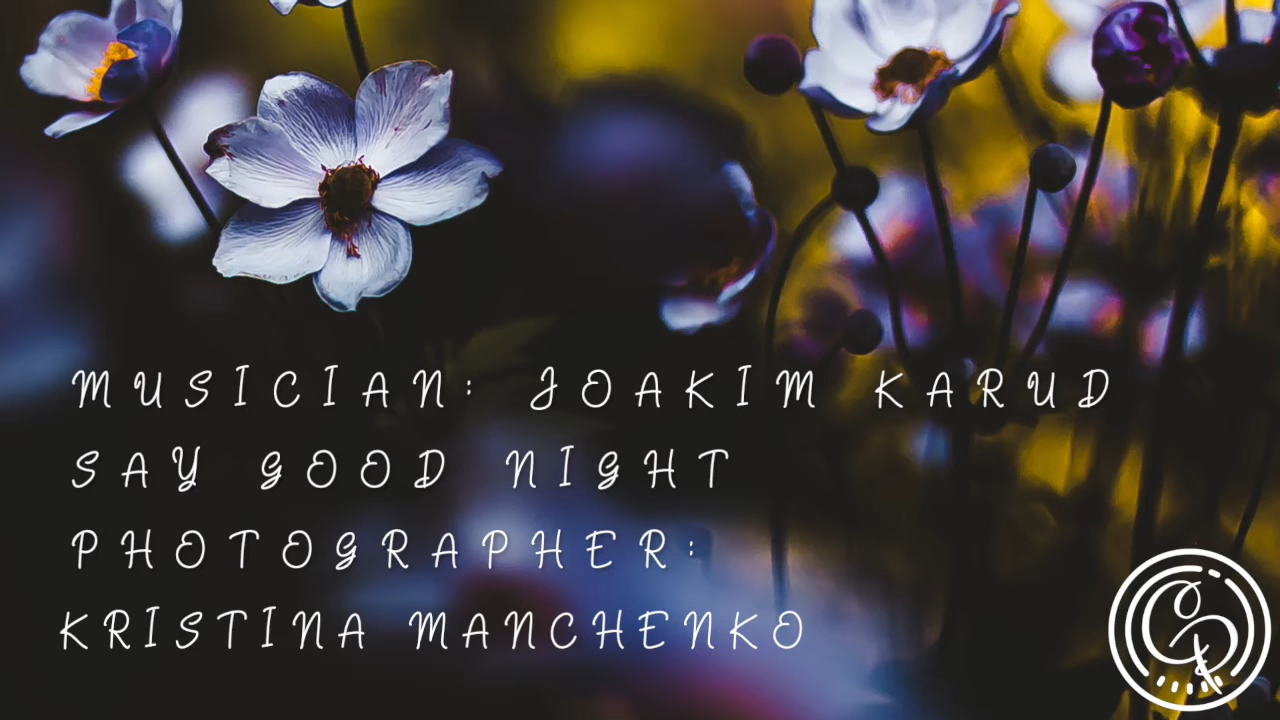 MUSICIAN: JOAKIM KARUD
SAY GOOD NIGHT
PHOTOGRAPHER:
KRISTINA MANCHENKO